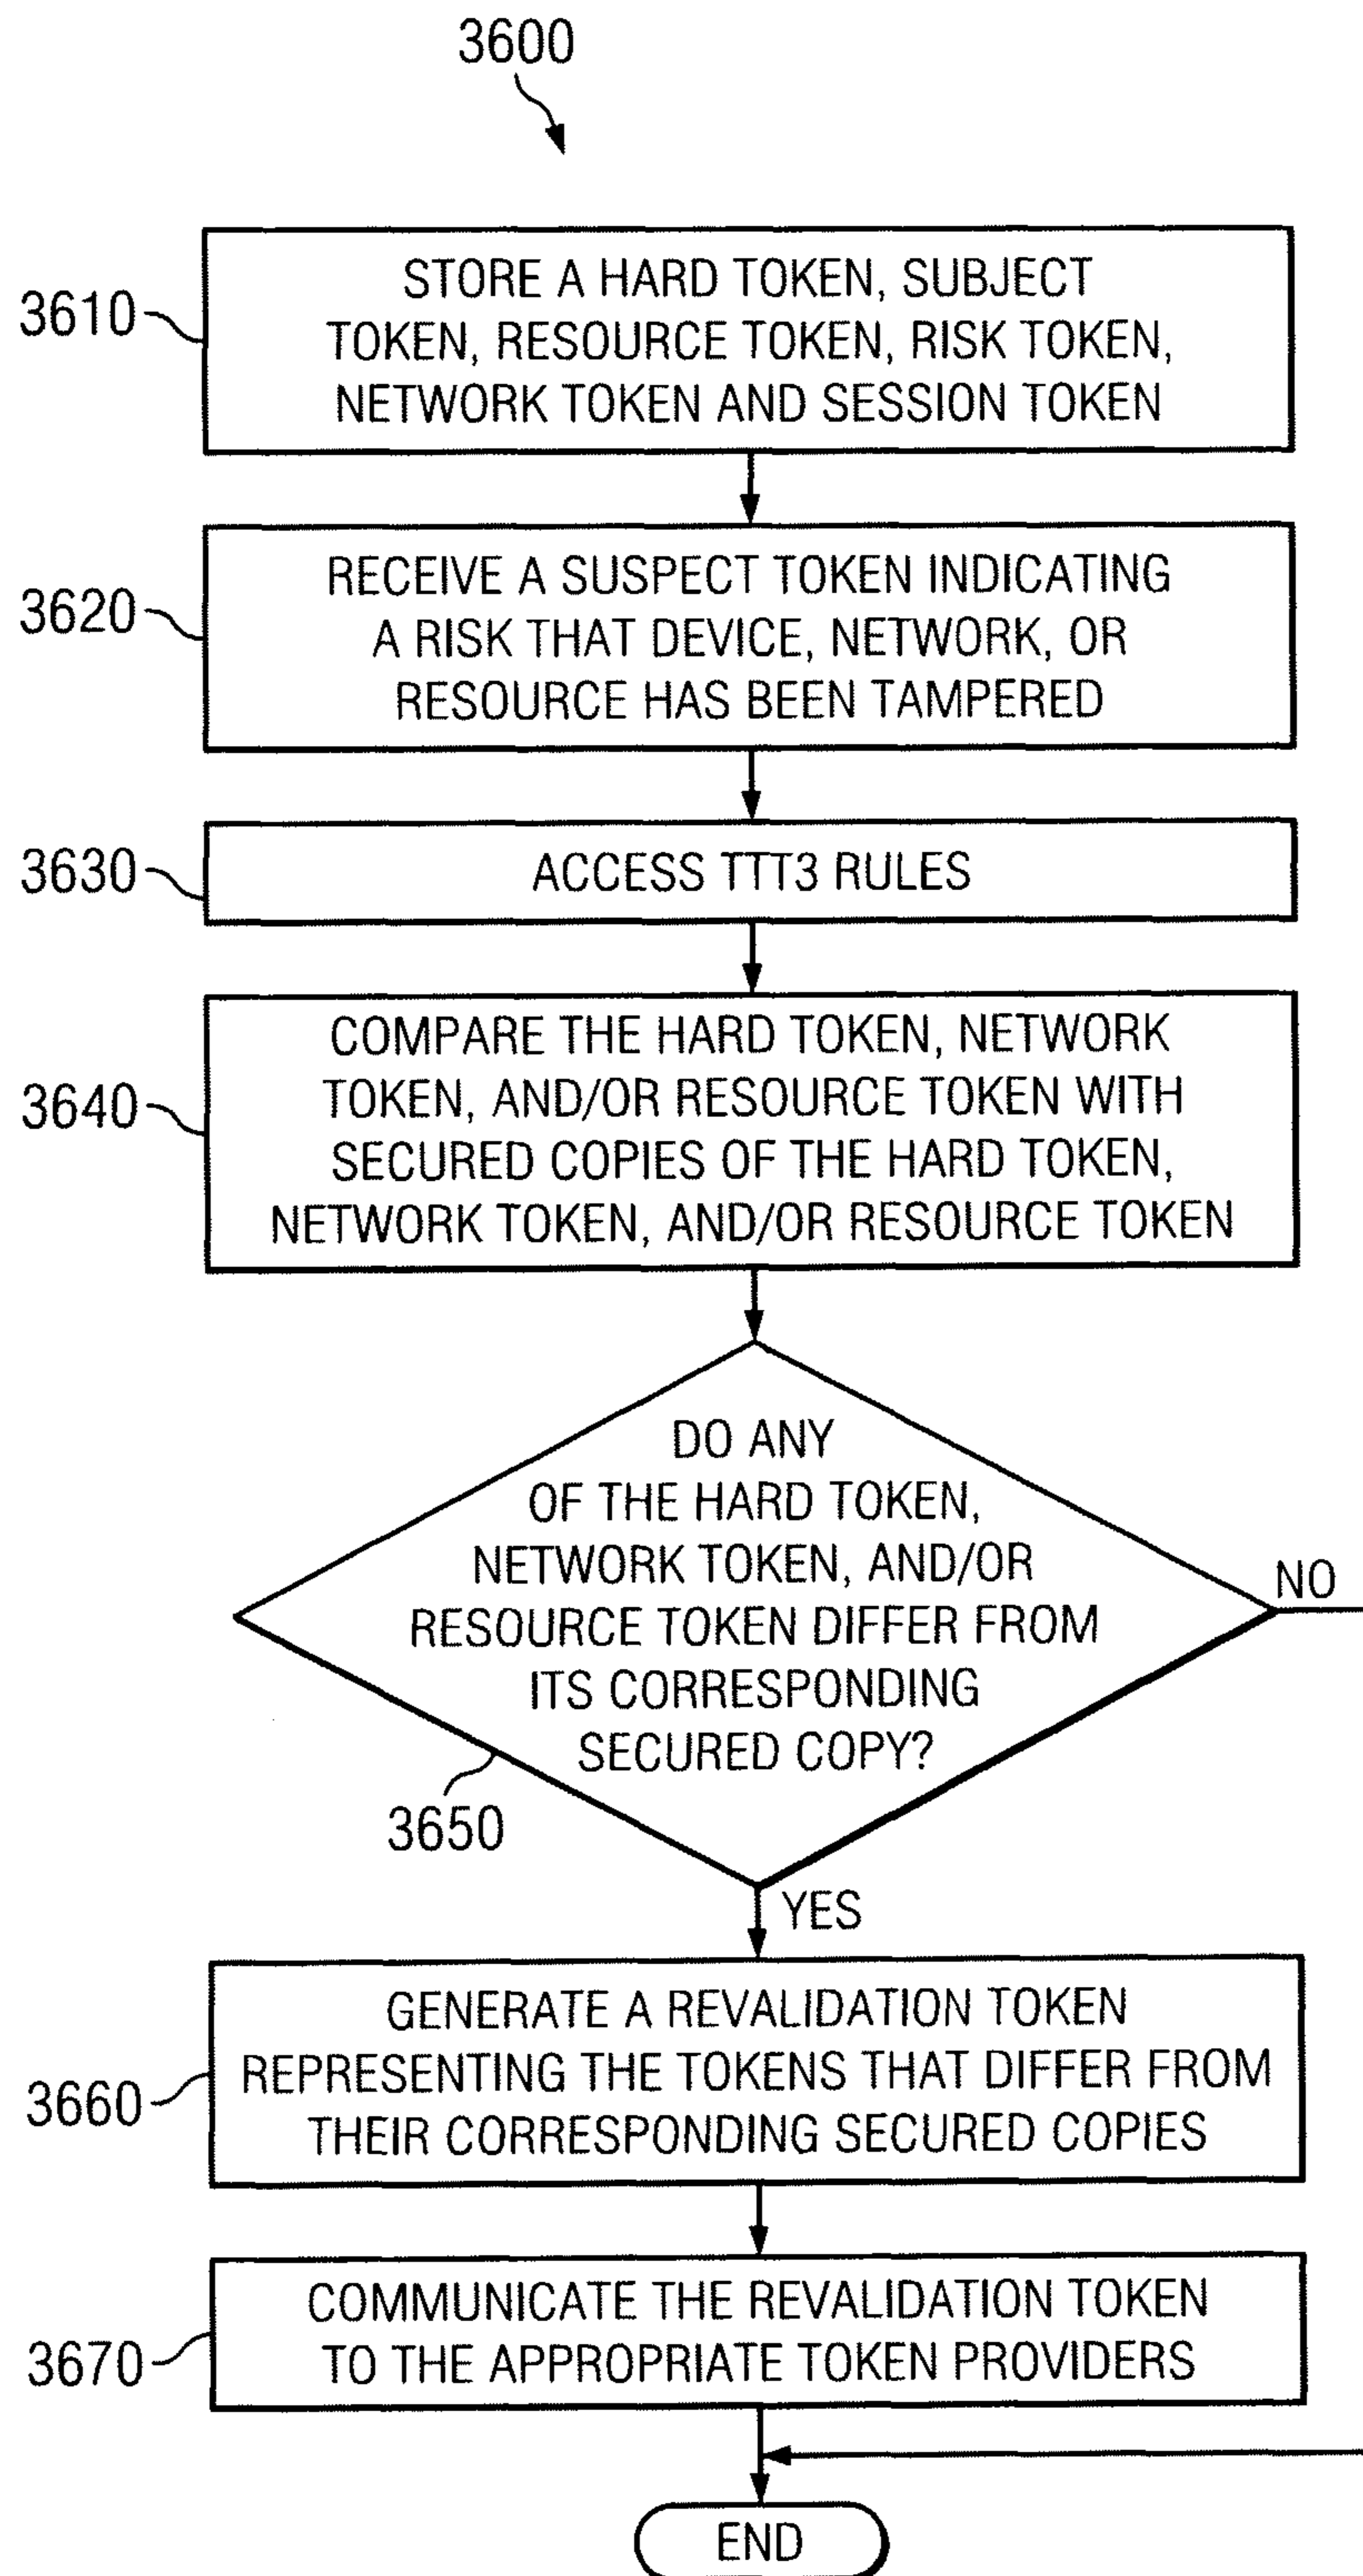 3600
3610
STORE A HARD TOKEN, SUBJECT
TOKEN, RESOURCE TOKEN, RISK TOKEN,
NETWORK TOKEN AND SESSION TOKEN
3620
RECEIVE A SUSPECT TOKEN INDICATING
A RISK THAT DEVICE, NETWORK, OR
RESOURCE HAS BEEN TAMPERED
3630
ACCESS TTT3 RULES
3640
COMPARE THE HARD TOKEN, NETWORK
TOKEN, AND/OR RESOURCE TOKEN WITH
SECURED COPIES OF THE HARD TOKEN,
NETWORK TOKEN, AND/OR RESOURCE TOKEN
DO ANY
OF THE HARD TOKEN,
NETWORK TOKEN, AND/OR
RESOURCE TOKEN DIFFER FROM
ITS CORRESPONDING
SECURED COPY?
NO
3650
YES
3660
GENERATE A REVALIDATION TOKEN
REPRESENTING THE TOKENS THAT DIFFER FROM
THEIR CORRESPONDING SECURED COPIES
3670
COMMUNICATE THE REVALIDATION TOKEN
TO THE APPROPRIATE TOKEN PROVIDERS
END